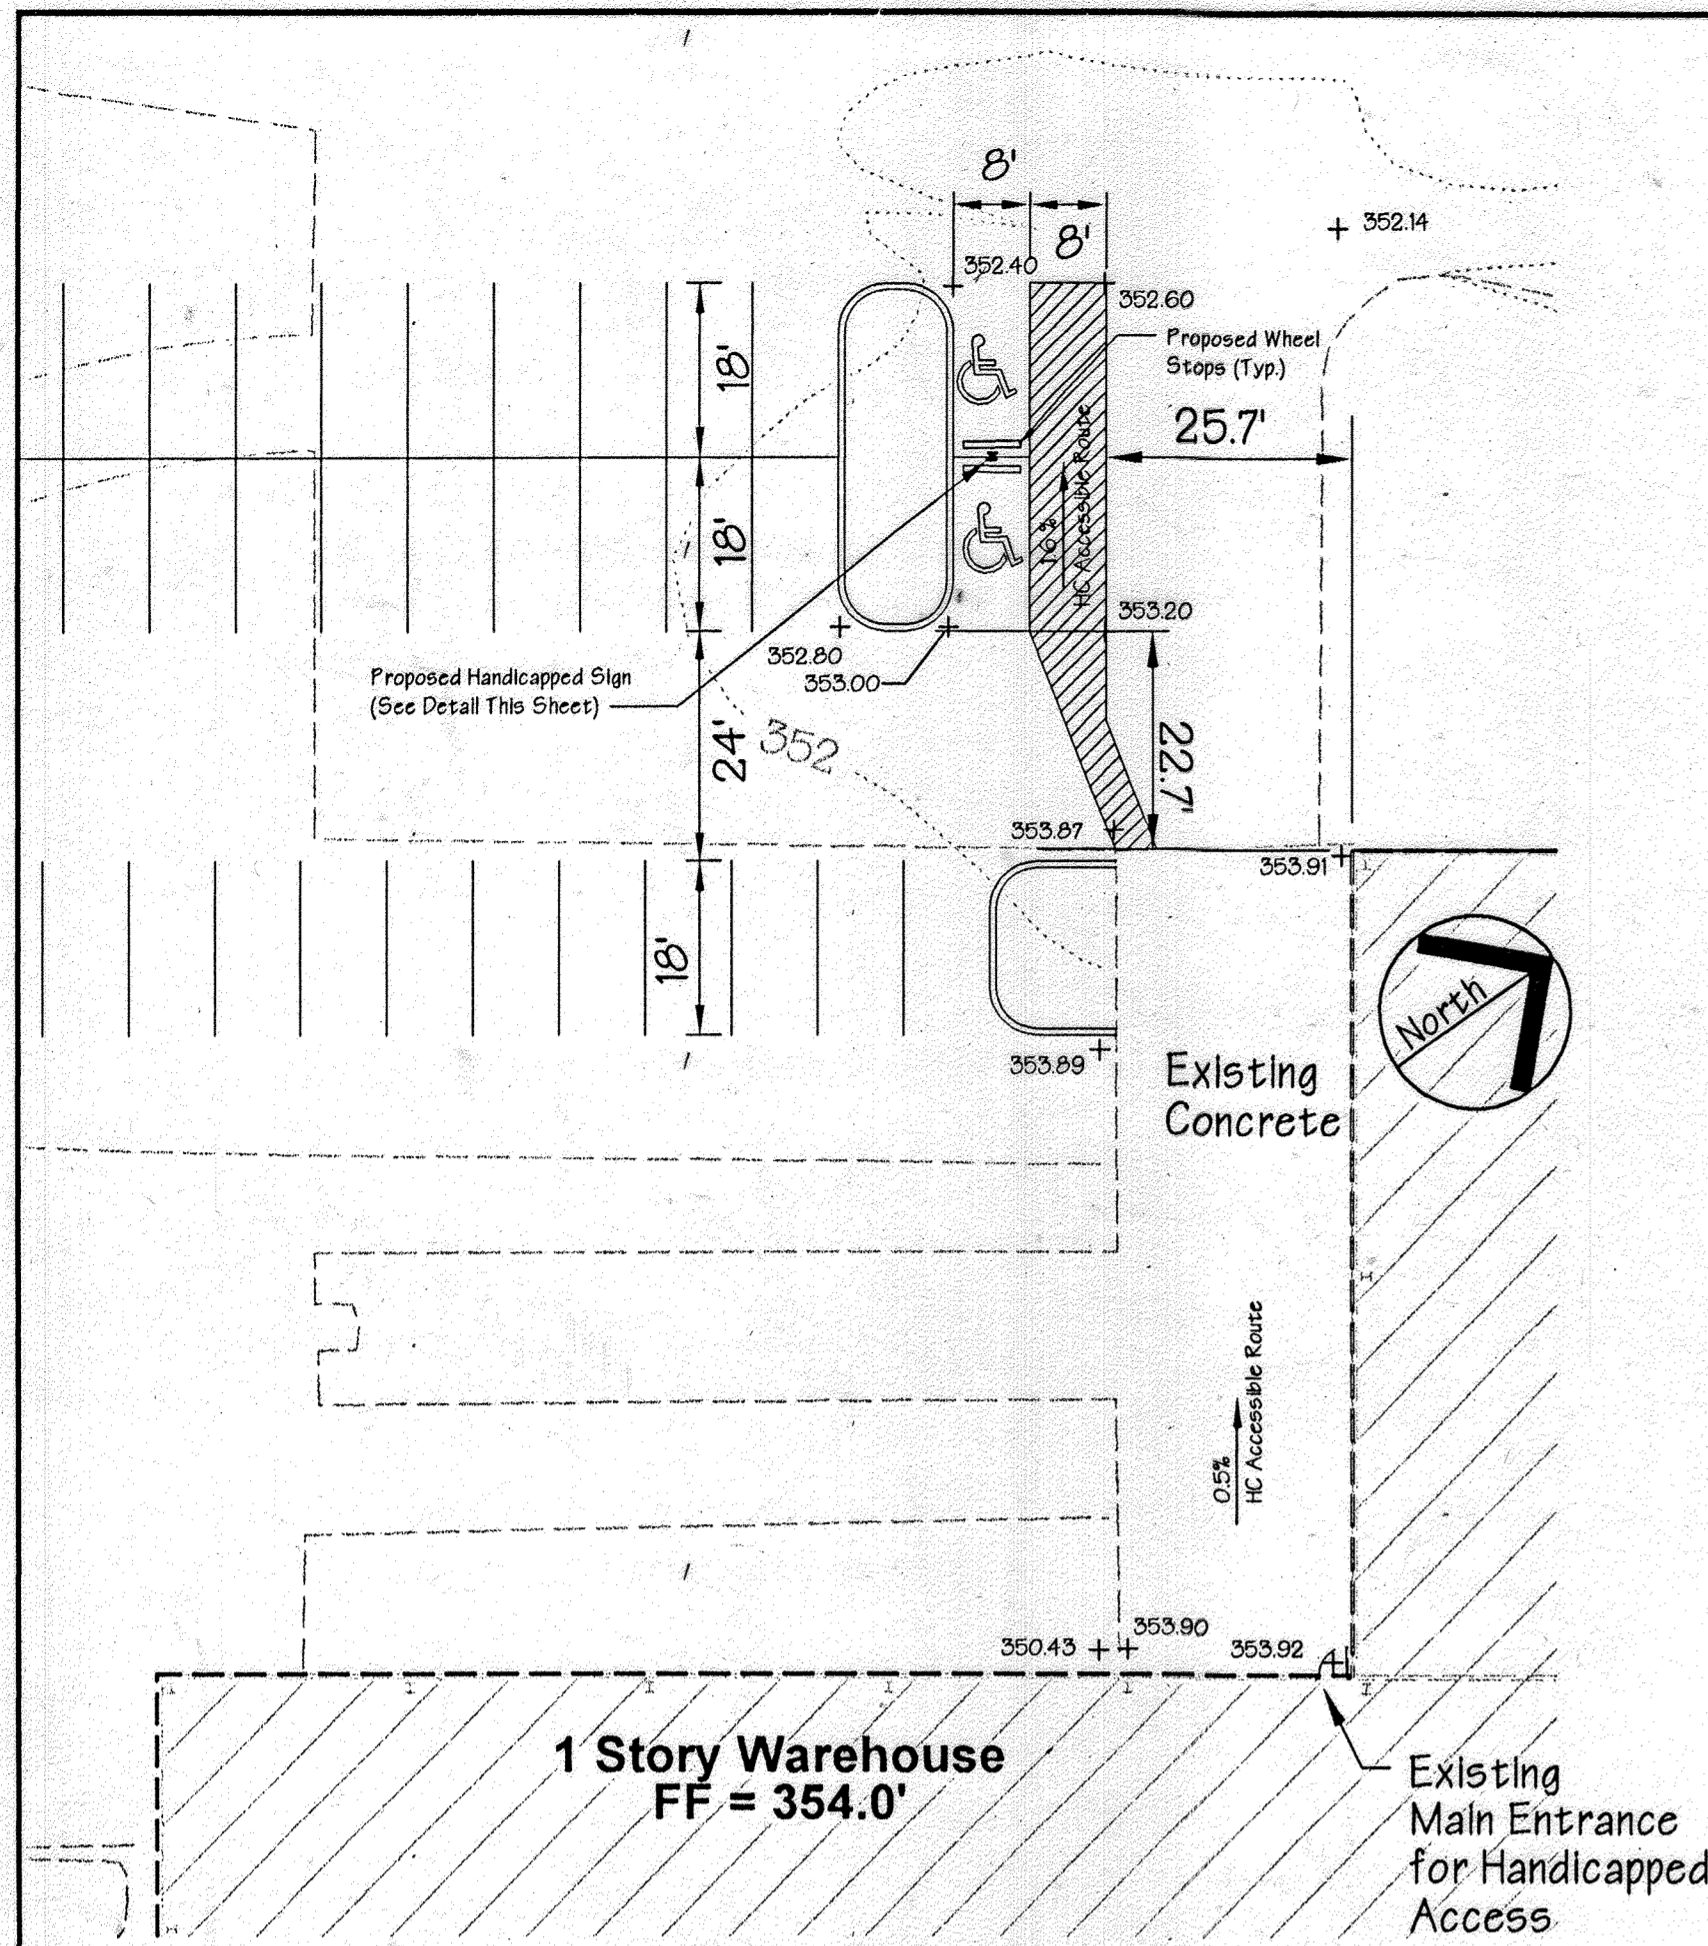 8'
8'
352.14
352.40
352.60
Proposed Wheel
Stops (Typ.)
18'
25.7'
HC Accessible Route
1.6%
18'
353.20
352.80
353.00
Proposed Handicapped Sign
(See Detail This Sheet)
24'
352
22.7'
353.87
353.91
18'
North
353.89
Existing
Concrete
0.5%
HC Accessible Route
350.43
353.90
353.92
1 Story Warehouse
FF = 354.0'
Existing
Main Entrance
for Handicapped
Access